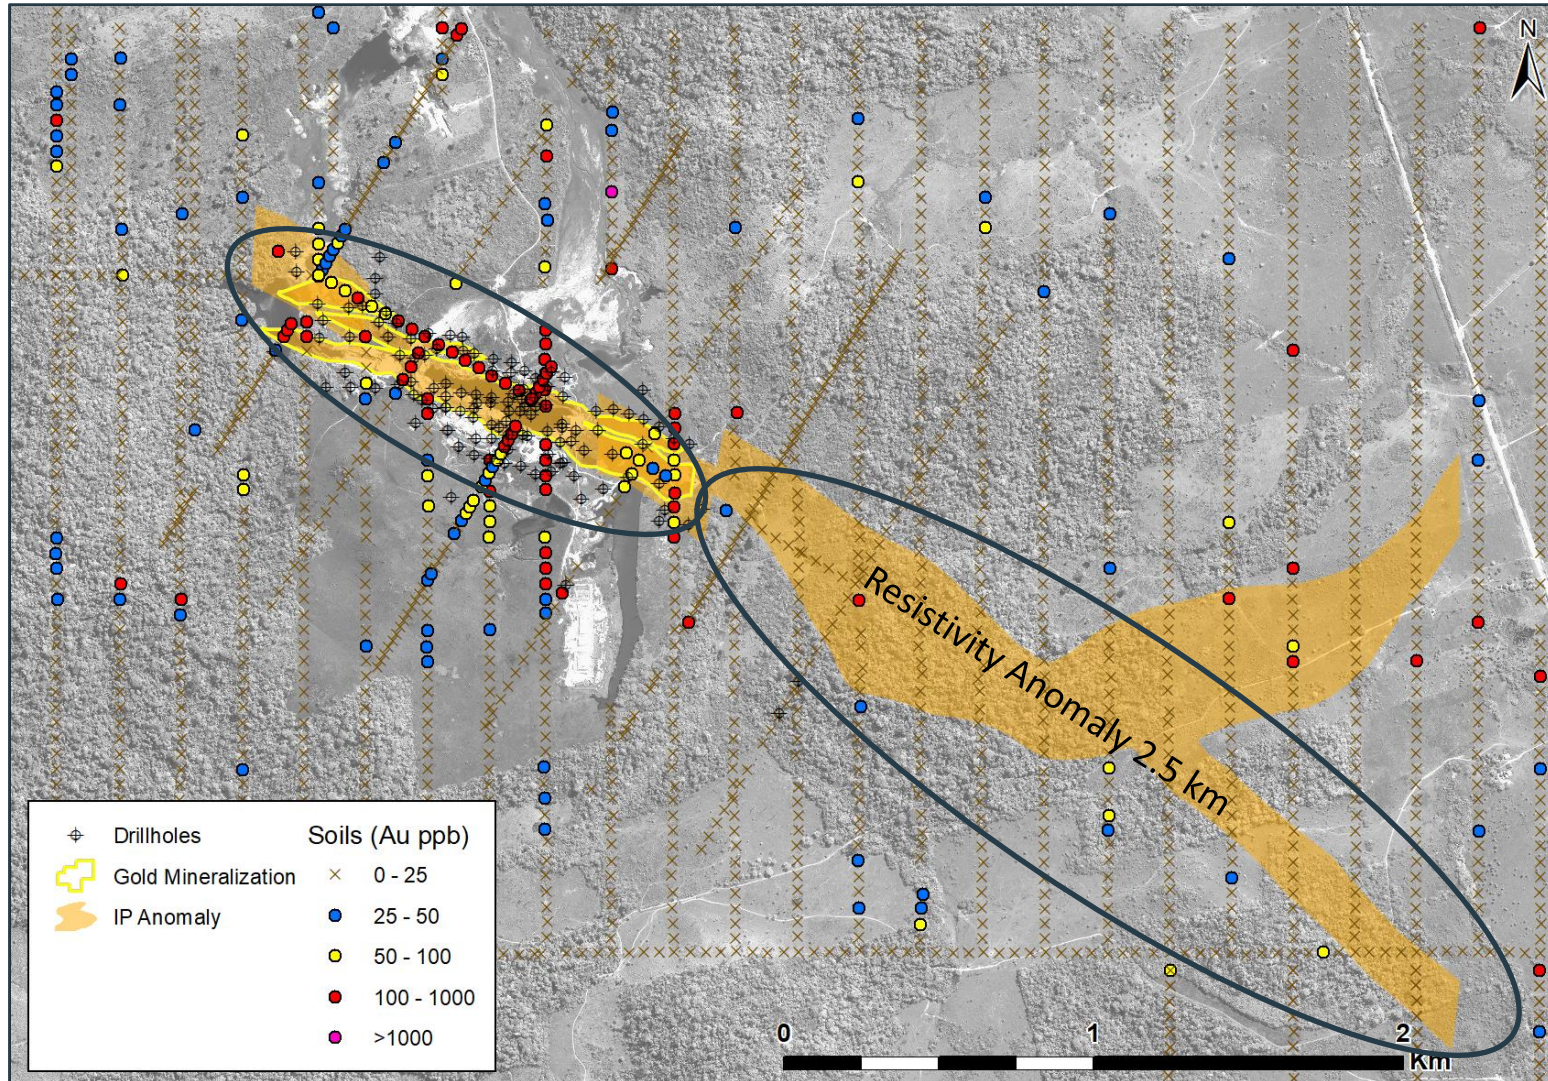 N
Resistivity Anomaly 2.5 km
Drillholes
Gold Mineralization
IP Anomaly
Soils (Au ppb)
0 - 25
25 - 50
50 - 100
100 - 1000
>1000
0 1 2
Km